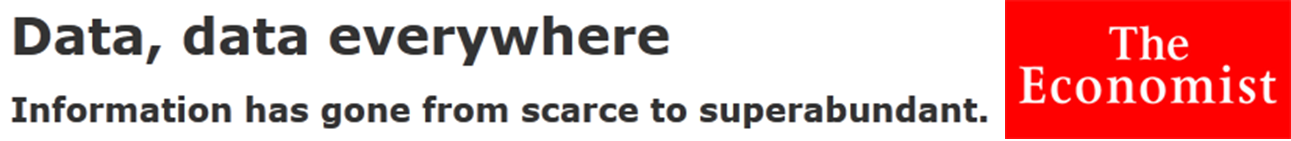 Data, data everywhere
Information has gone from scarce to superabundant.
The
Economist